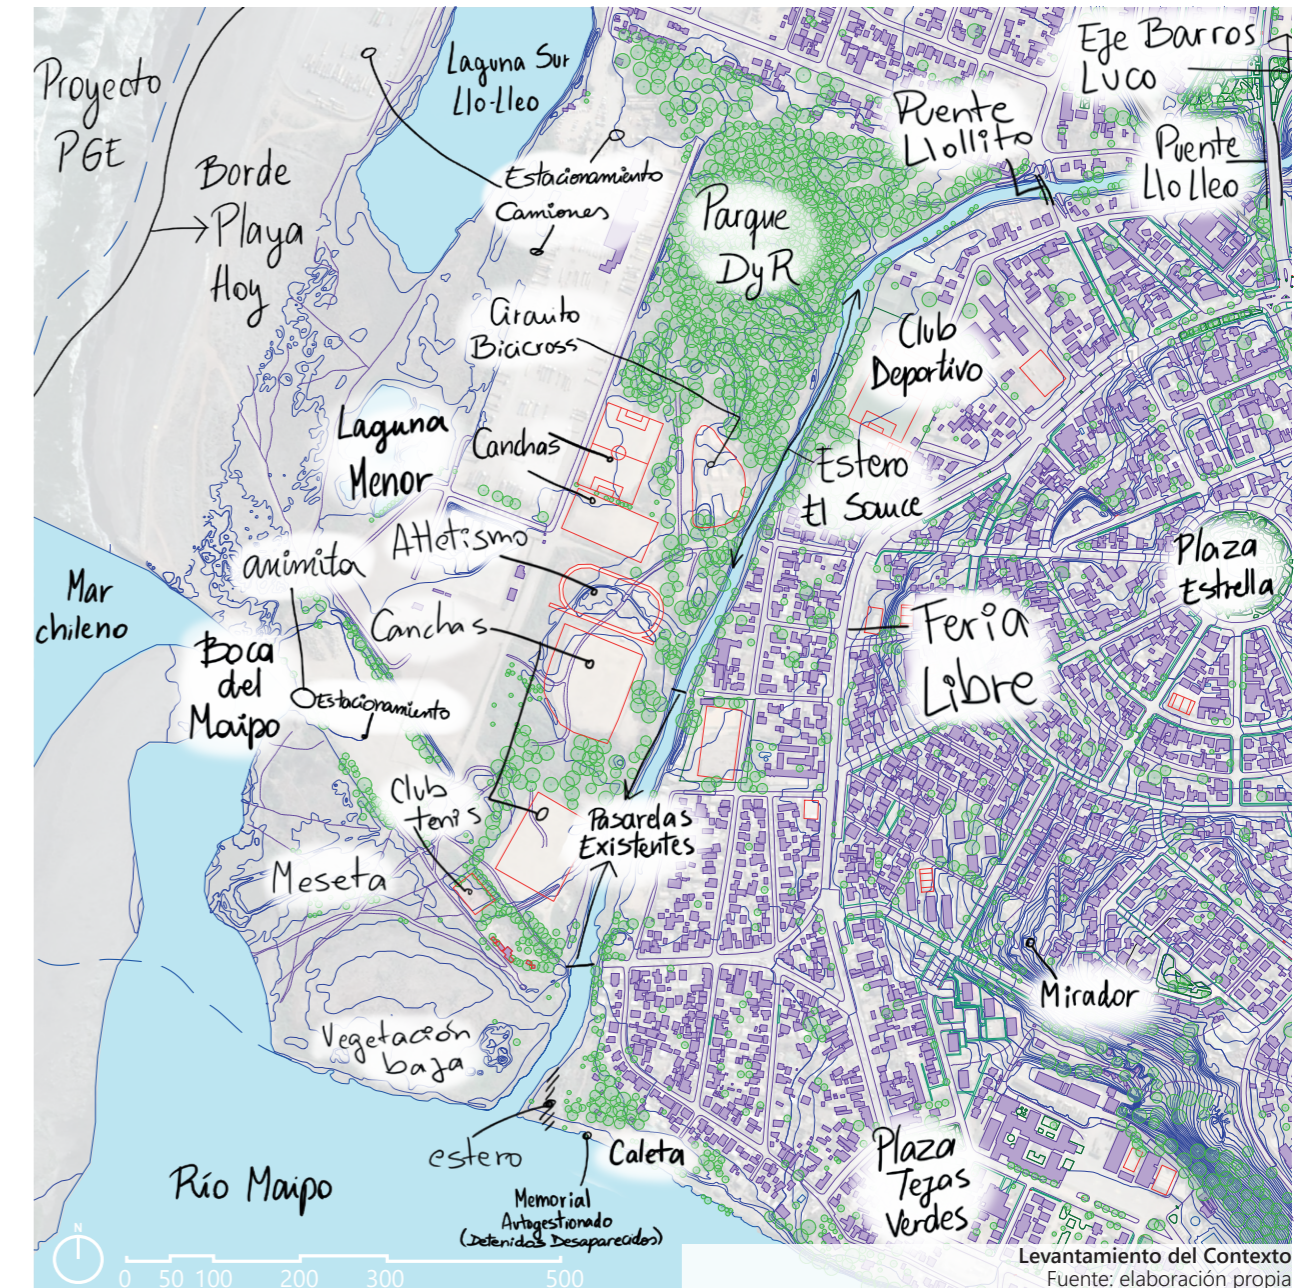 Proyecto
PGE
Borde
Playa
Hoy
Laguna Sur
Llo-lleo
Estacionamiento
Camiones
Parque
DyR
Puente
Llollito
Eje Barros
Luco
Puente
Llo Lleo
Circuito
Bicicross
Club
Deportivo
Laguna
Menor
Canchas
Estero
El Sauce
Atletismo
animita
Canchas
Mar
chileno
Boca
del
Maipo
Estacionamiento
Feria
Libre
Plaza
Estrella
Club
tenis
Pasarelas
Existentes
Meseta
Mirador
Vegetación
baja
estero
Caleta
Río Maipo
Memorial
Autogestionado
(Detenidos Desaparecidos)
Plaza
Tejas
Verdes
N
0 50 100 200 300 500
Levantamiento del Contexto
Fuente: elaboración propia